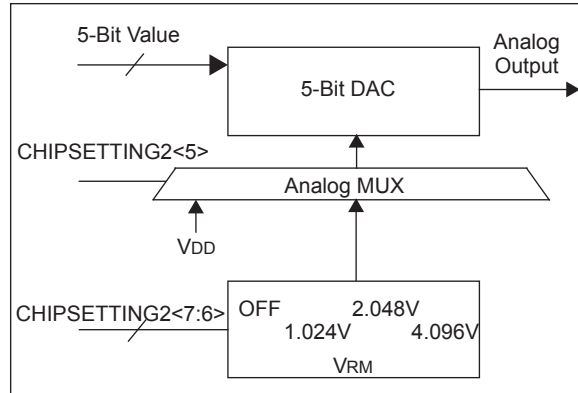 5-Bit Value
Analog
Output
5-Bit DAC
CHIPSETTING2<5>
Analog MUX
VDD
CHIPSETTING2<7:6>
OFF 2.048V
1.024V 4.096V
VRM